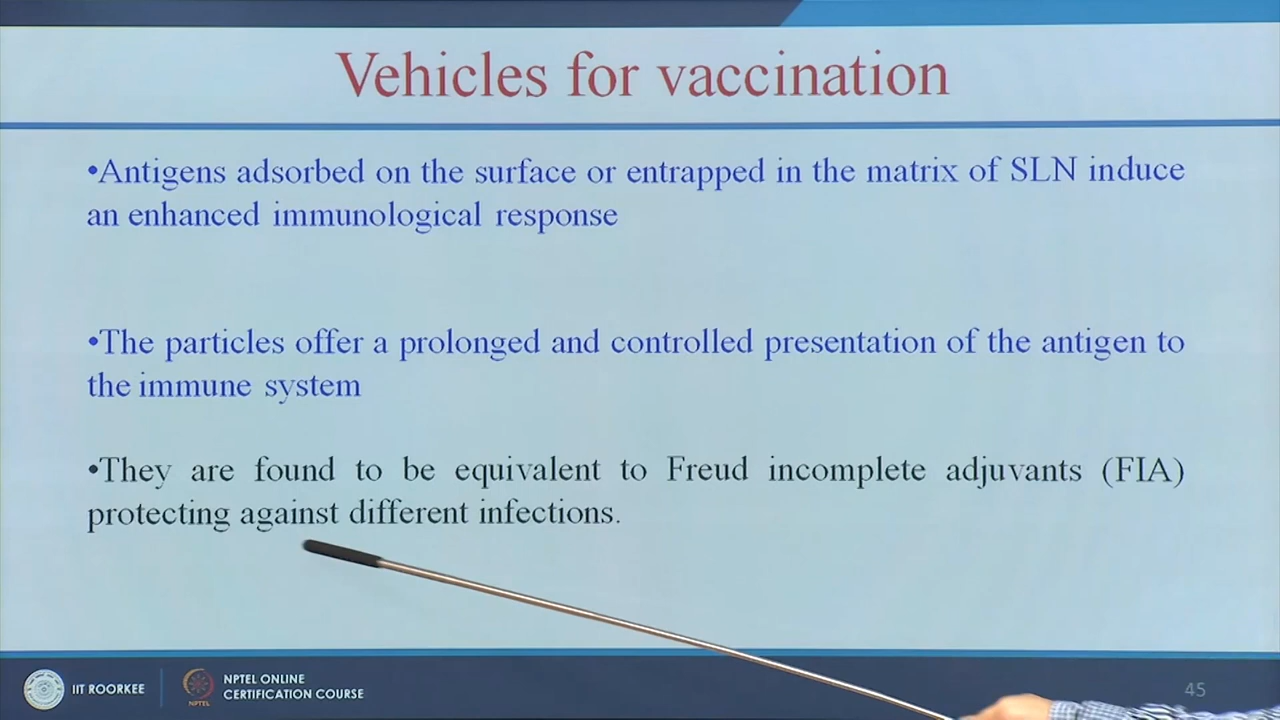 Vehicles for vaccination
•Antigens adsorbed on the surface or entrapped in the matrix of SLN induce
an enhanced immunological response
•The particles offer a prolonged and controlled presentation of the antigen to
the immune system
•They are found to be equivalent to Freud incomplete adjuvants (FIA)
protecting against different infections.
IIT ROORKEE
NPTEL
NPTEL ONLINE
CERTIFICATION COURSE
45